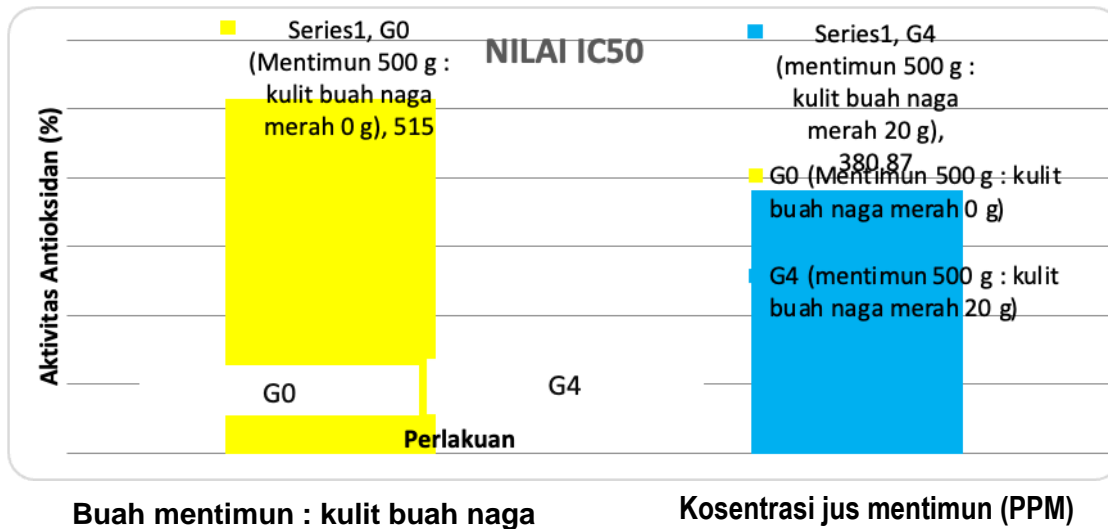 NILAI IC50
Series1, G0
(Mentimun 500 g :
kulit buah naga
merah 0 g), 515
Series1, G4
(mentimun 500 g :
kulit buah naga
merah 20 g),
380,87
G0 (Mentimun 500 g : kulit
buah naga merah 0 g)
G4 (mentimun 500 g : kulit
buah naga merah 20 g)
Aktivitas Antioksidan (%)
G0
G4
Perlakuan
Buah mentimun : kulit buah naga
Kosentrasi jus mentimun (PPM)